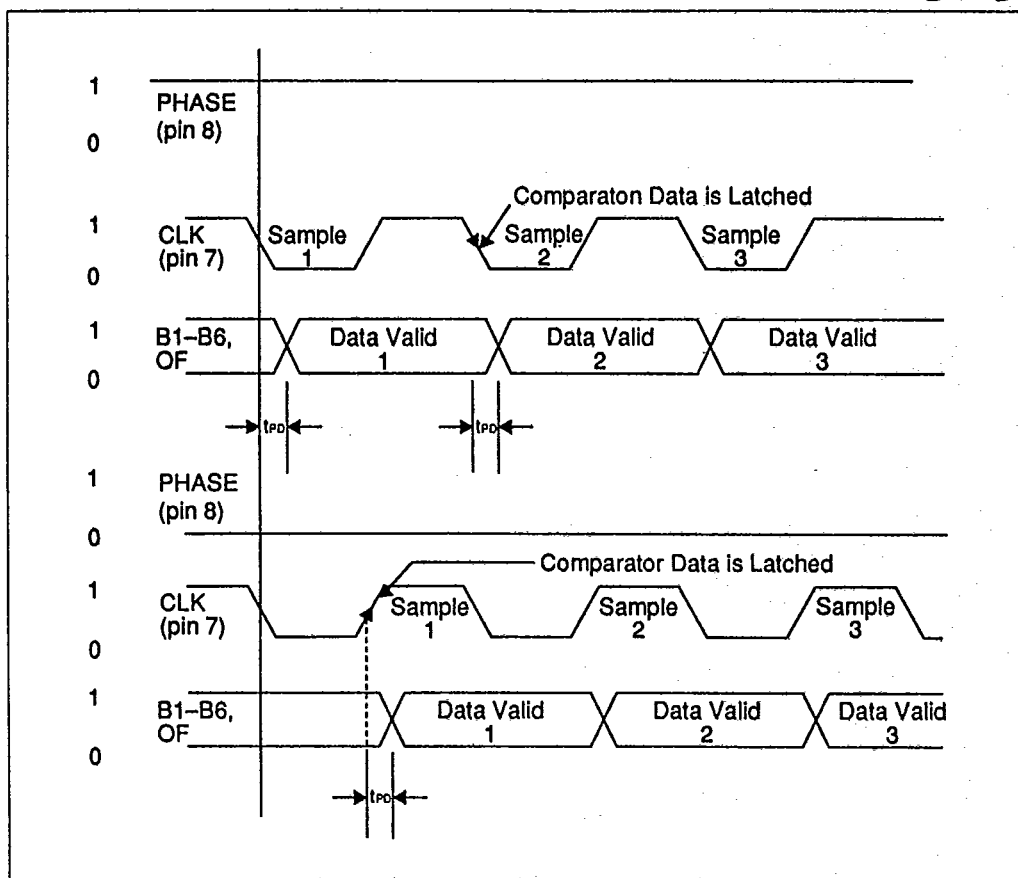 1
PHASE
(pin 8)
0
Comparaton Data is Latched
1
CLK
(pin 7)
0
Sample
1
Sample
2
Sample
3
1
B1–B6,
OF
0
Data Valid
1
Data Valid
2
Data Valid
3
tPD
tPD
1
PHASE
(pin 8)
0
Comparator Data is Latched
1
CLK
(pin 7)
0
Sample
1
Sample
2
Sample
3
1
B1–B6,
OF
0
Data Valid
1
Data Valid
2
Data Valid
3
tPD